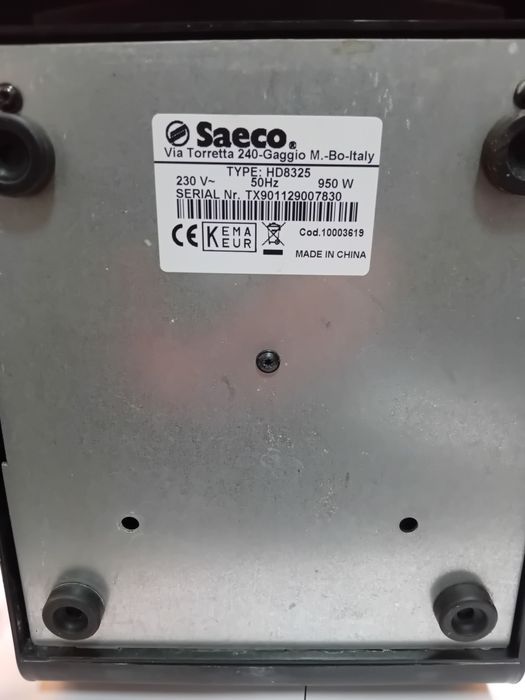 Saeco®
Via Torretta 240-Gaggio M.-Bo-Italy
TYPE: HD8325
230 V~ 50Hz 950 W
SERIAL Nr. TX901129007830
CE KEMA EUR Cod.10003619
MADE IN CHINA